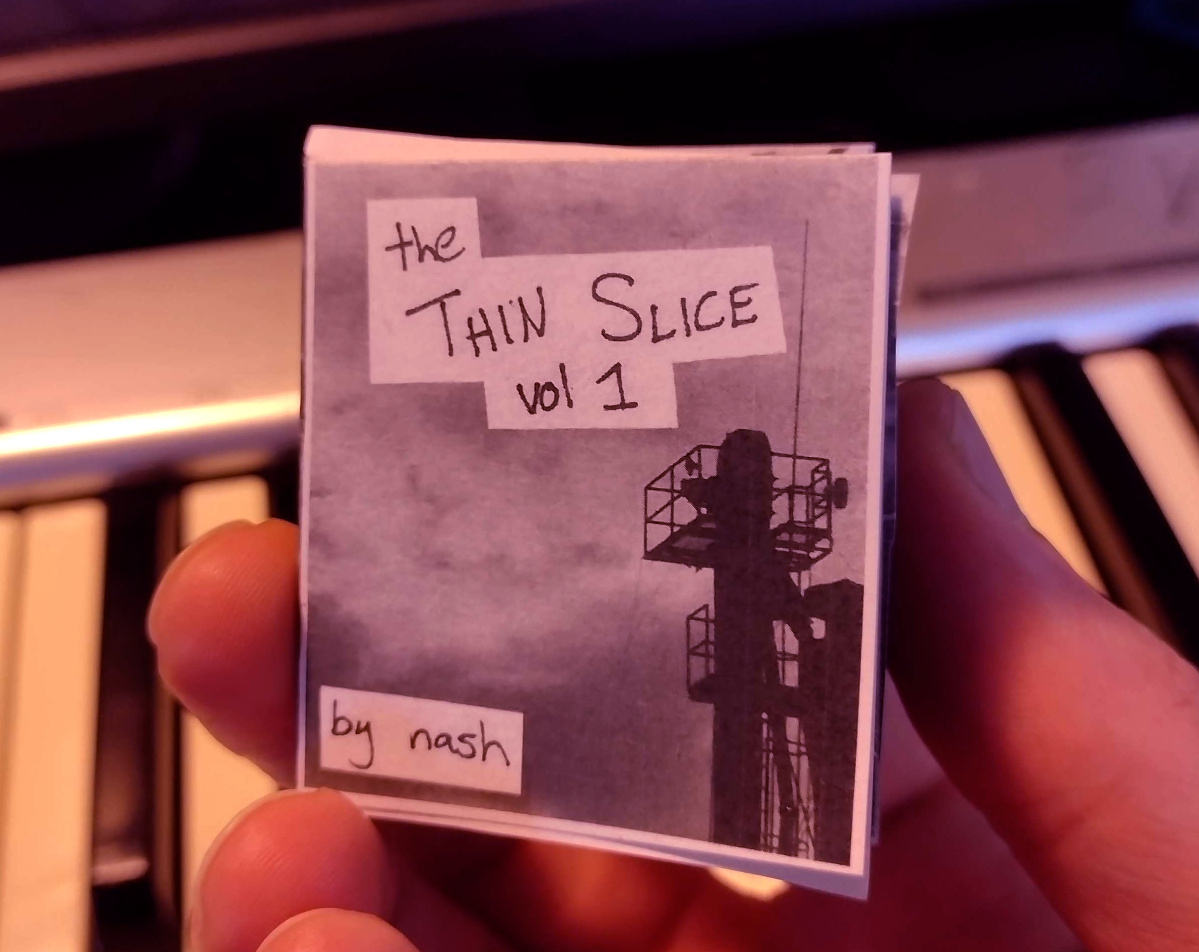 the
THIN SLICE
vol 1
by nash